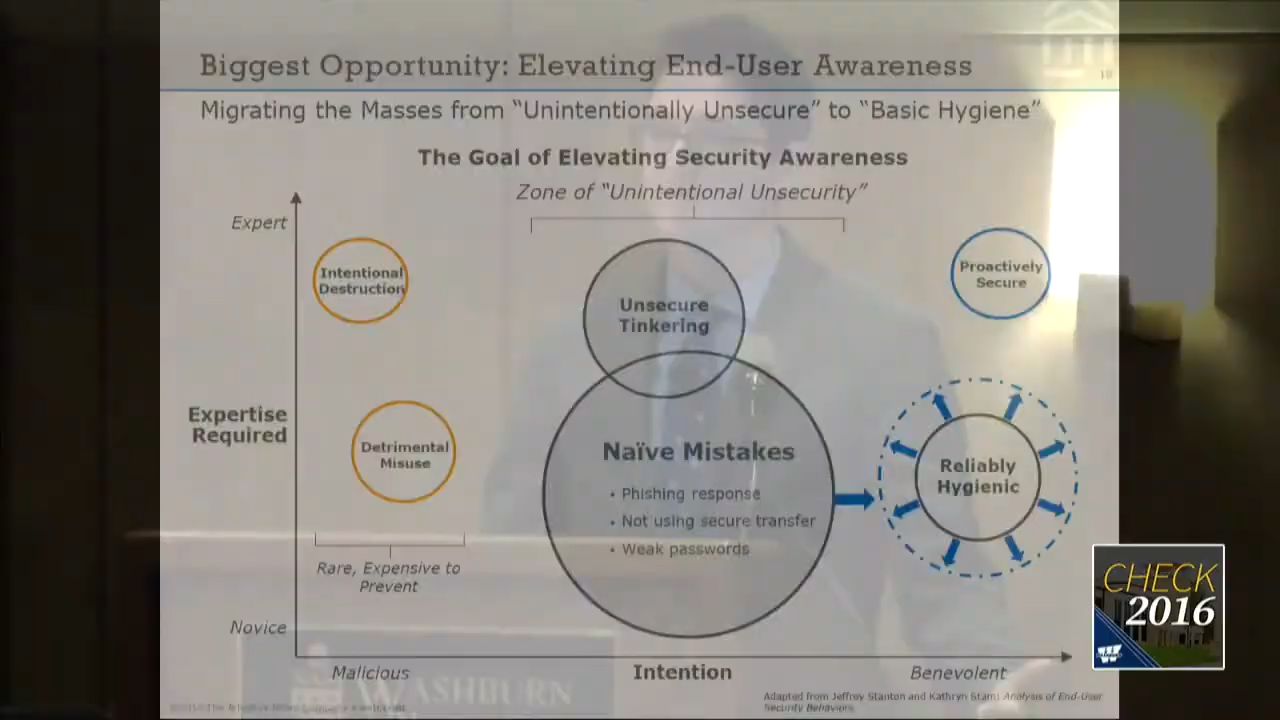 Biggest Opportunity: Elevating End-User Awareness
18
Migrating the Masses from “Unintentionally Unsecure” to “Basic Hygiene”
The Goal of Elevating Security Awareness
Zone of “Unintentional Unsecurity”
Expert
Intentional
Destruction
Unsecure
Tinkering
Proactively
Secure
Expertise
Required
Detrimental
Misuse
Naïve Mistakes
• Phishing response
• Not using secure transfer
• Weak passwords
Reliably
Hygienic
Rare, Expensive to
Prevent
Novice
Malicious
Intention
Benevolent
Adapted from Jeffrey Stanton and Kathryn Stam: Analysis of End-User
Security Behaviors
WASHBURN
CHECK
2016
W